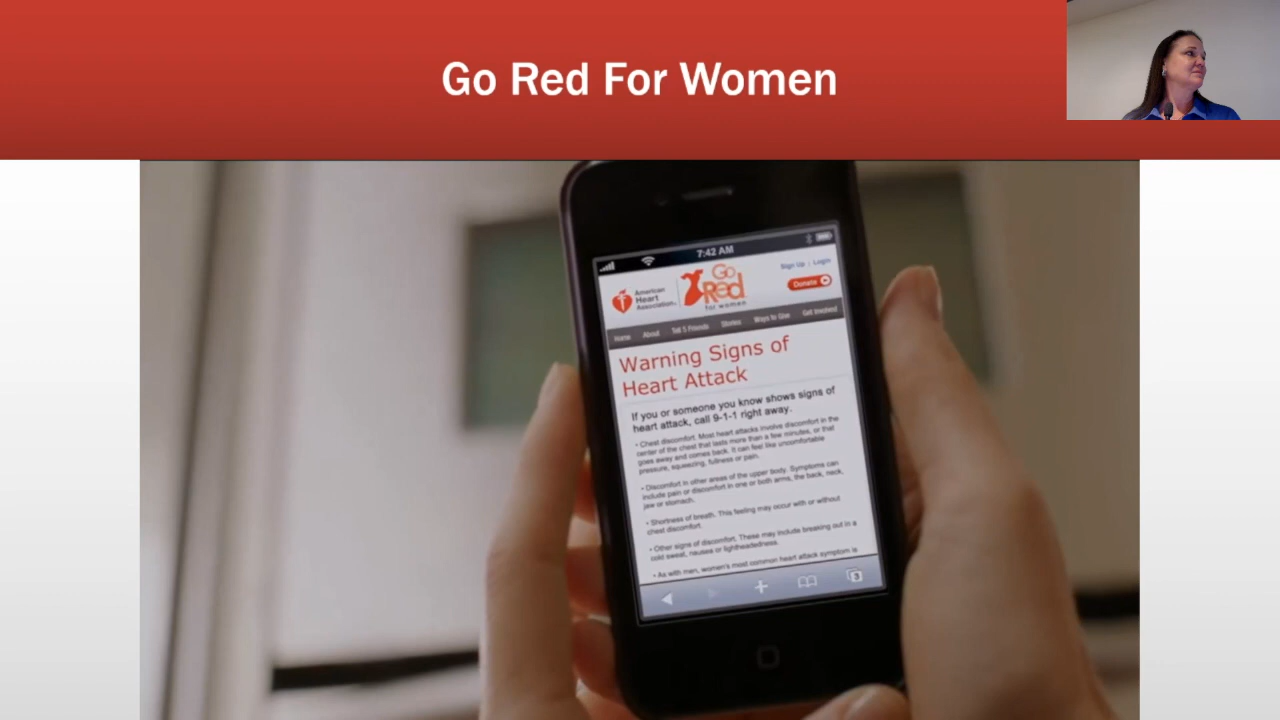 Go Red For Women
7:42 AM
Sign Up | Login
American
Heart
Association®
Go
Red
for women
Donate
Home About Tell 5 Friends Stories Ways to Give Get Involved
Warning Signs of
Heart Attack
If you or someone you know shows signs of
heart attack, call 9-1-1 right away.
• Chest discomfort. Most heart attacks involve discomfort in the
center of the chest that lasts more than a few minutes, or that
goes away and comes back. It can feel like uncomfortable
pressure, squeezing, fullness or pain.
• Discomfort in other areas of the upper body. Symptoms can
include pain or discomfort in one or both arms, the back, neck,
jaw or stomach.
• Shortness of breath. This feeling may occur with or without
chest discomfort.
• Other signs of discomfort. These may include breaking out in a
cold sweat, nausea or lightheadedness.
• As with men, women's most common heart attack symptom is